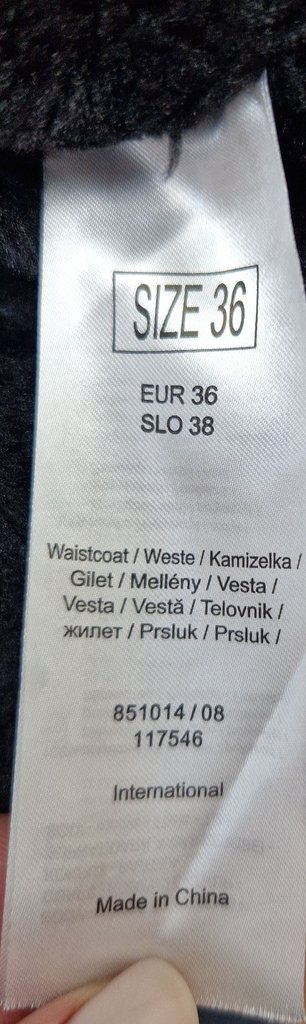 SIZE 36
EUR 36
SLO 38
Waistcoat / Weste / Kamizelka /
Gilet / Mellény / Vesta /
Vesta / Vestă / Telovnik /
жилет / Prsluk / Prsluk /
851014 / 08
117546
International
Made in China